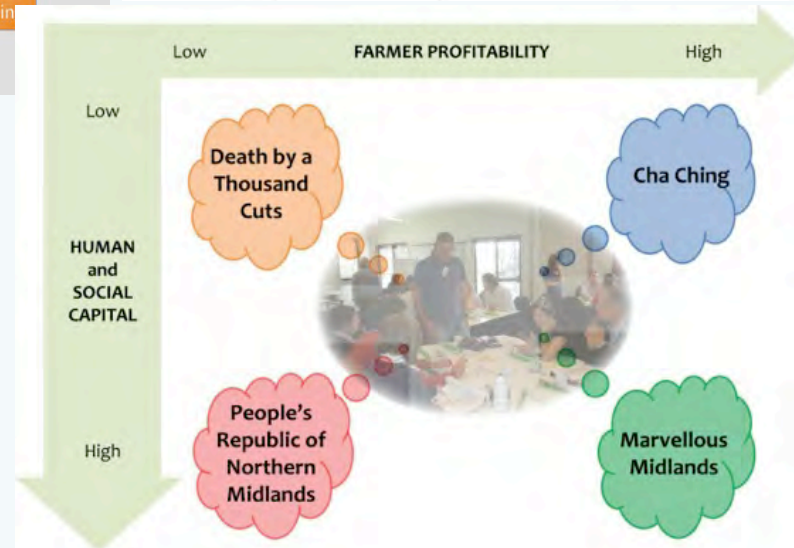 in
Low FARMER PROFITABILITY High
Low
Death by a
Thousand
Cuts
Cha Ching
HUMAN
and
SOCIAL
CAPITAL
People's
Republic of
Northern
Midlands
Marvellous
Midlands
High